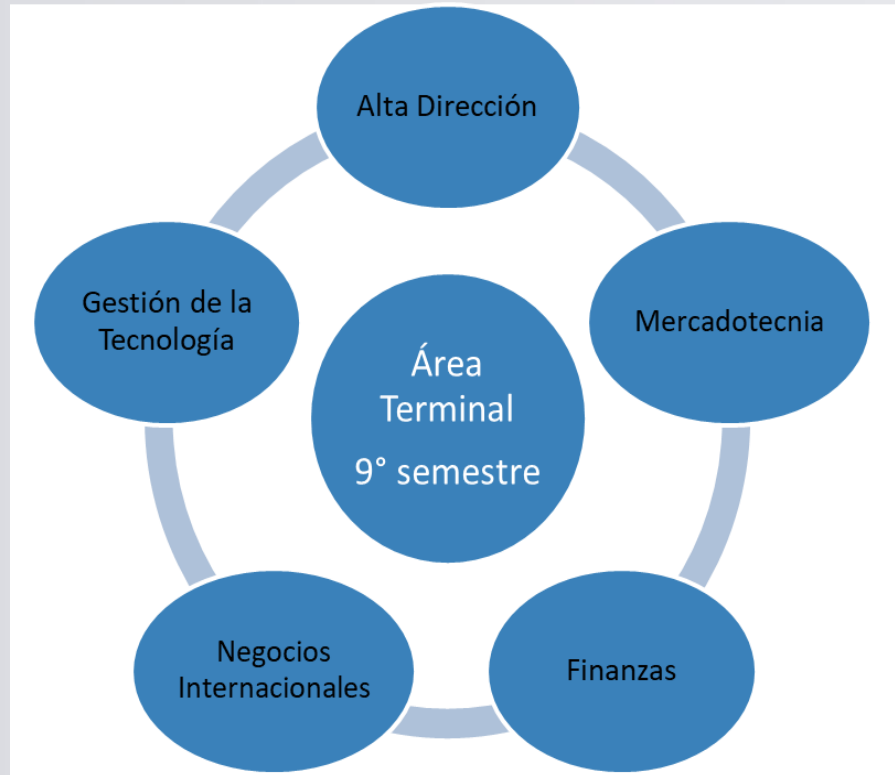 Alta Dirección
Gestión de la
Tecnología
Mercadotecnia
Área
Terminal
9° semestre
Negocios
Internacionales
Finanzas